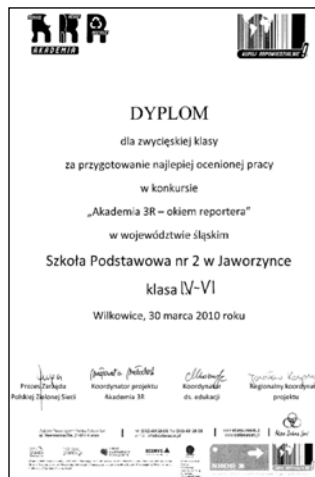 AKADEMIA
KUPUJ ODPOWIEDZIALNIE!
DYPLOM
dla zwycięskiej klasy
za przygotowanie najlepiej ocenionej pracy
w konkursie
„Akademia 3R – okiem reportera”
w województwie śląskim
Szkoła Podstawowa nr 2 w Jaworzynce
klasa IV-VI
Wilkowice, 30 marca 2010 roku
Prezes Zarządu Koordynator projektu Koordynator Regionalny koordynator
Polskiej Zielonej Sieci Akademia 3R ds. edukacji projektu